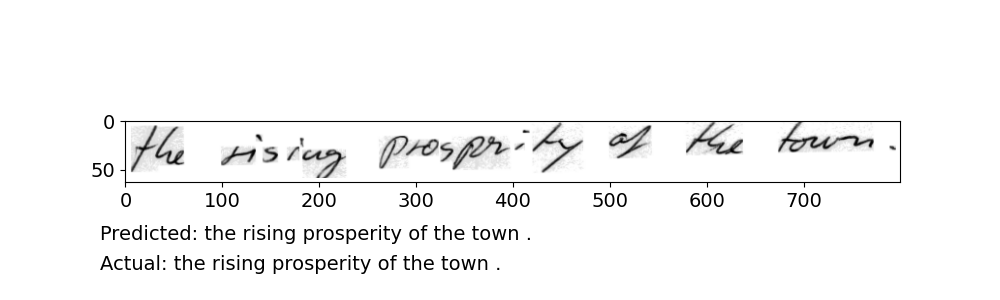 0
the rising prosperity of the town .
50
0 100 200 300 400 500 600 700
Predicted: the rising prosperity of the town .
Actual: the rising prosperity of the town .